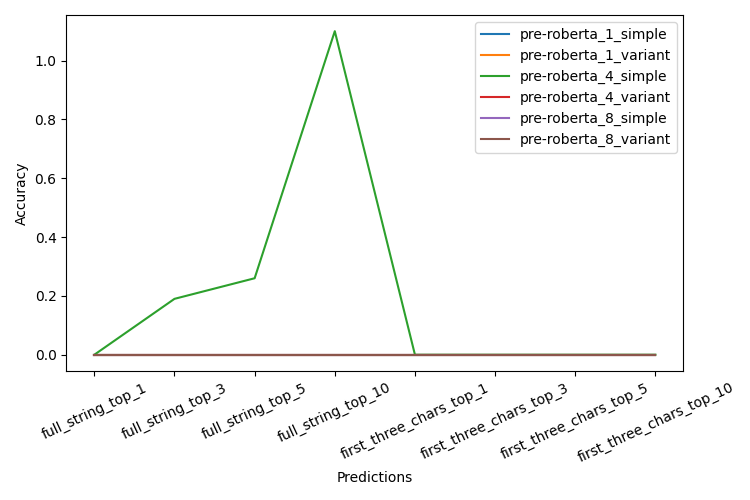 pre-roberta_1_simple
pre-roberta_1_variant
pre-roberta_4_simple
pre-roberta_4_variant
pre-roberta_8_simple
pre-roberta_8_variant
Accuracy
1.0
0.8
0.6
0.4
0.2
0.0
full_string_top_1
full_string_top_3
full_string_top_5
full_string_top_10
first_three_chars_top_1
first_three_chars_top_3
first_three_chars_top_5
first_three_chars_top_10
Predictions